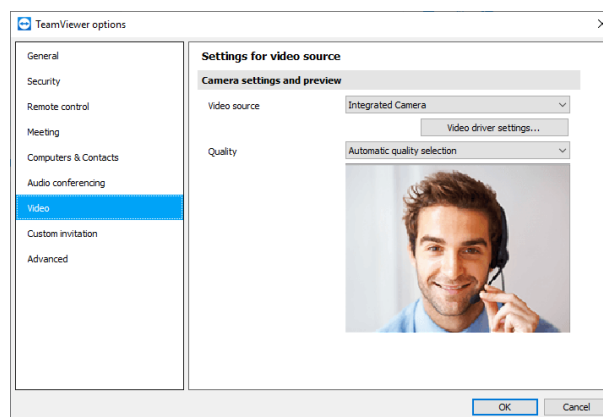 TeamViewer options
General
Security
Remote control
Meeting
Computers & Contacts
Audio conferencing
Video
Custom invitation
Advanced
Settings for video source
Camera settings and preview
Video source Integrated Camera
Video driver settings...
Quality Automatic quality selection
OK Cancel